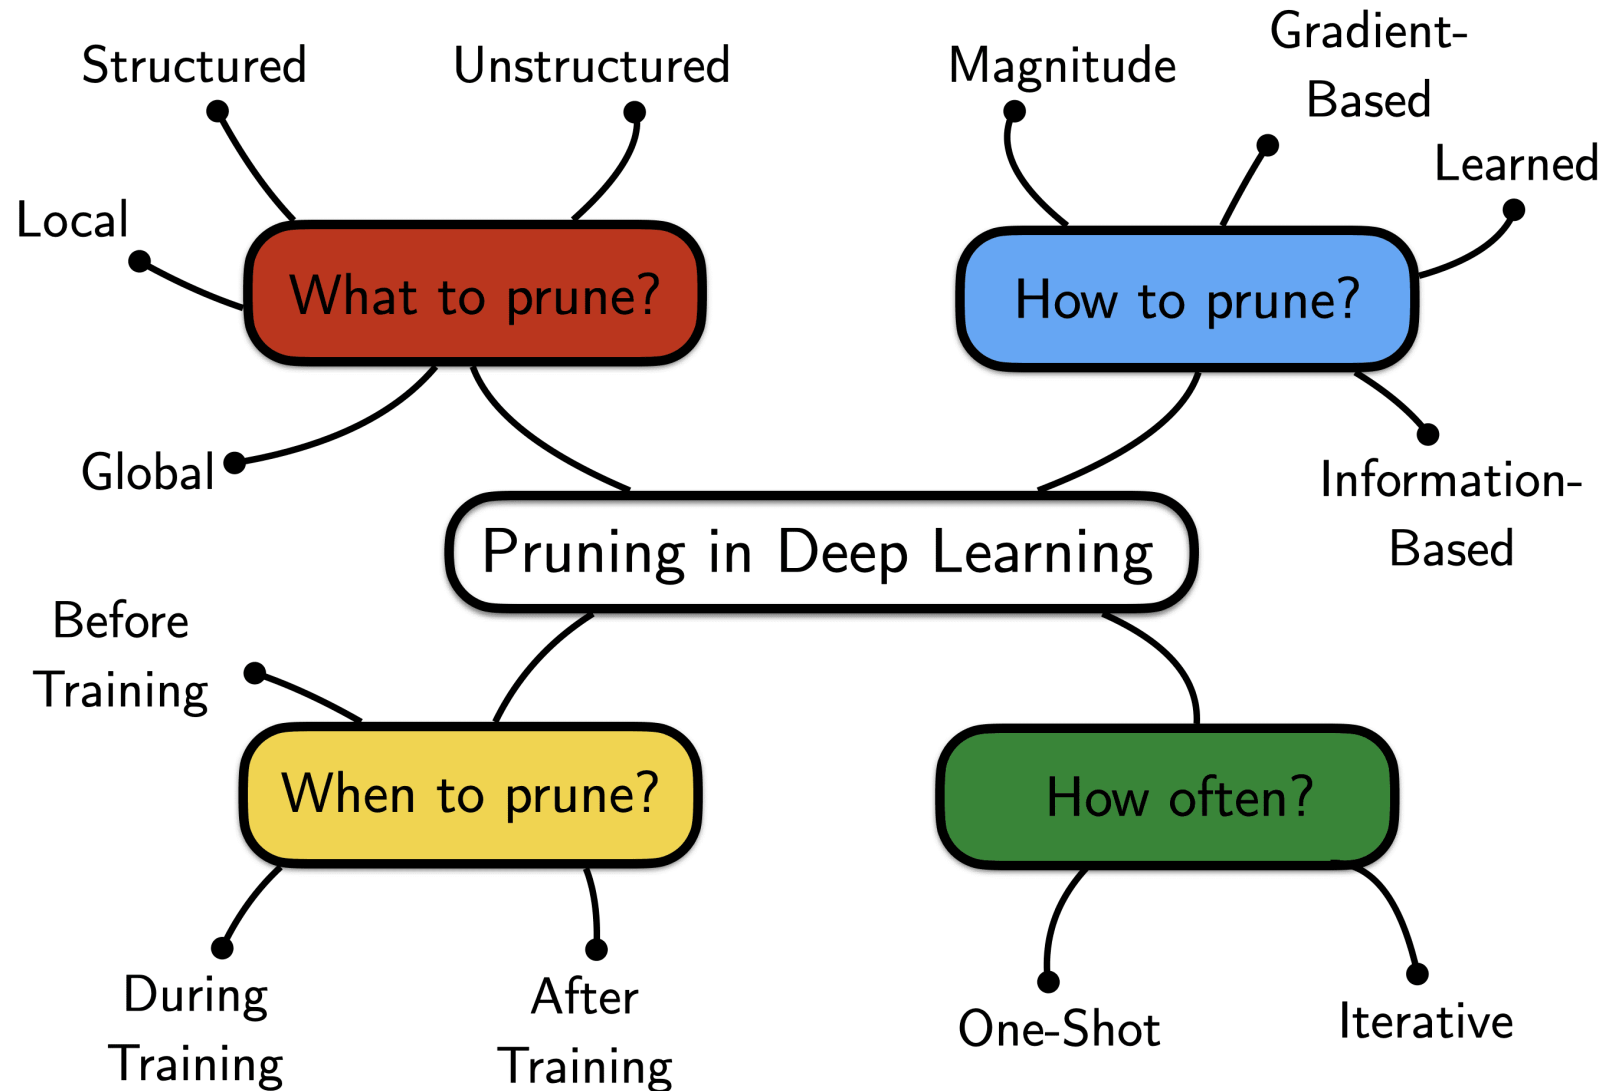 Structured
Unstructured
Local
What to prune?
Global
Magnitude
Gradient-
Based
Learned
How to prune?
Information-
Based
Pruning in Deep Learning
Before
Training
When to prune?
During
Training
After
Training
How often?
One-Shot
Iterative